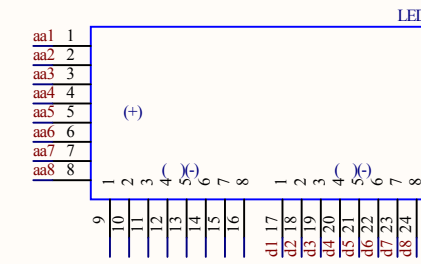 LED
aa1 1
aa2 2
aa3 3
aa4 4
aa5 5
aa6 6
aa7 7
aa8 8
(+)
( )(-) ( )(-)
1 2 3 4 5 6 7 8 1 2 3 4 5 6 7 8
9 10 11 12 13 14 15 16 17 18 19 20 21 22 23 24
d1 d2 d3 d4 d5 d6 d7 d8